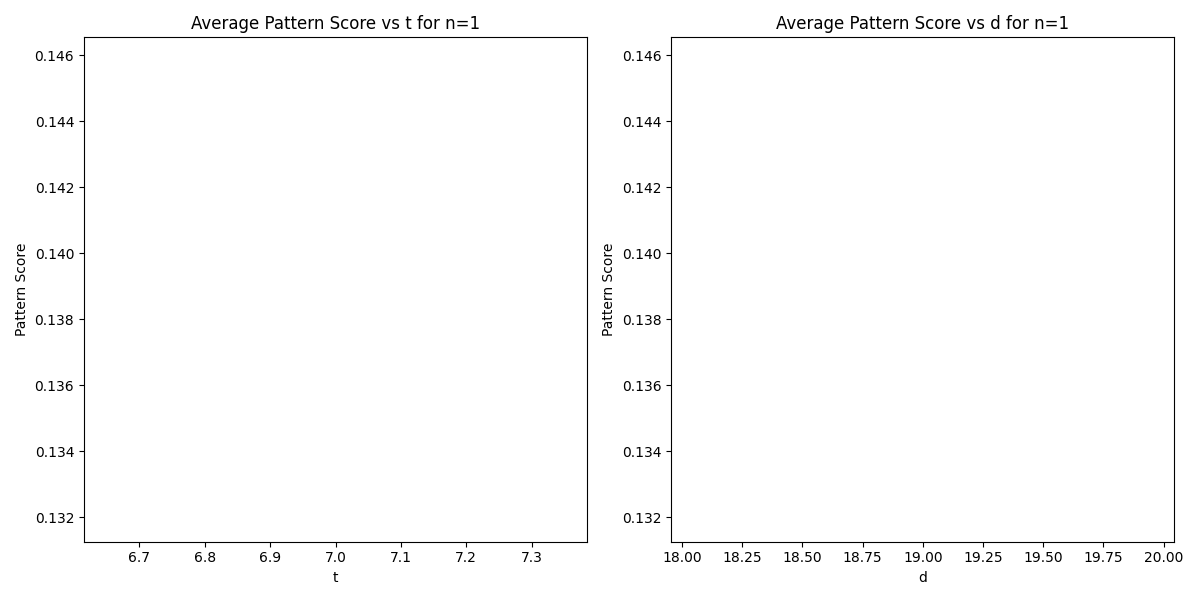 Average Pattern Score vs t for n=1
Pattern Score
0.146
0.144
0.142
0.140
0.138
0.136
0.134
0.132
6.7 6.8 6.9 7.0 7.1 7.2 7.3
t
Average Pattern Score vs d for n=1
Pattern Score
0.146
0.144
0.142
0.140
0.138
0.136
0.134
0.132
18.00 18.25 18.50 18.75 19.00 19.25 19.50 19.75 20.00
d